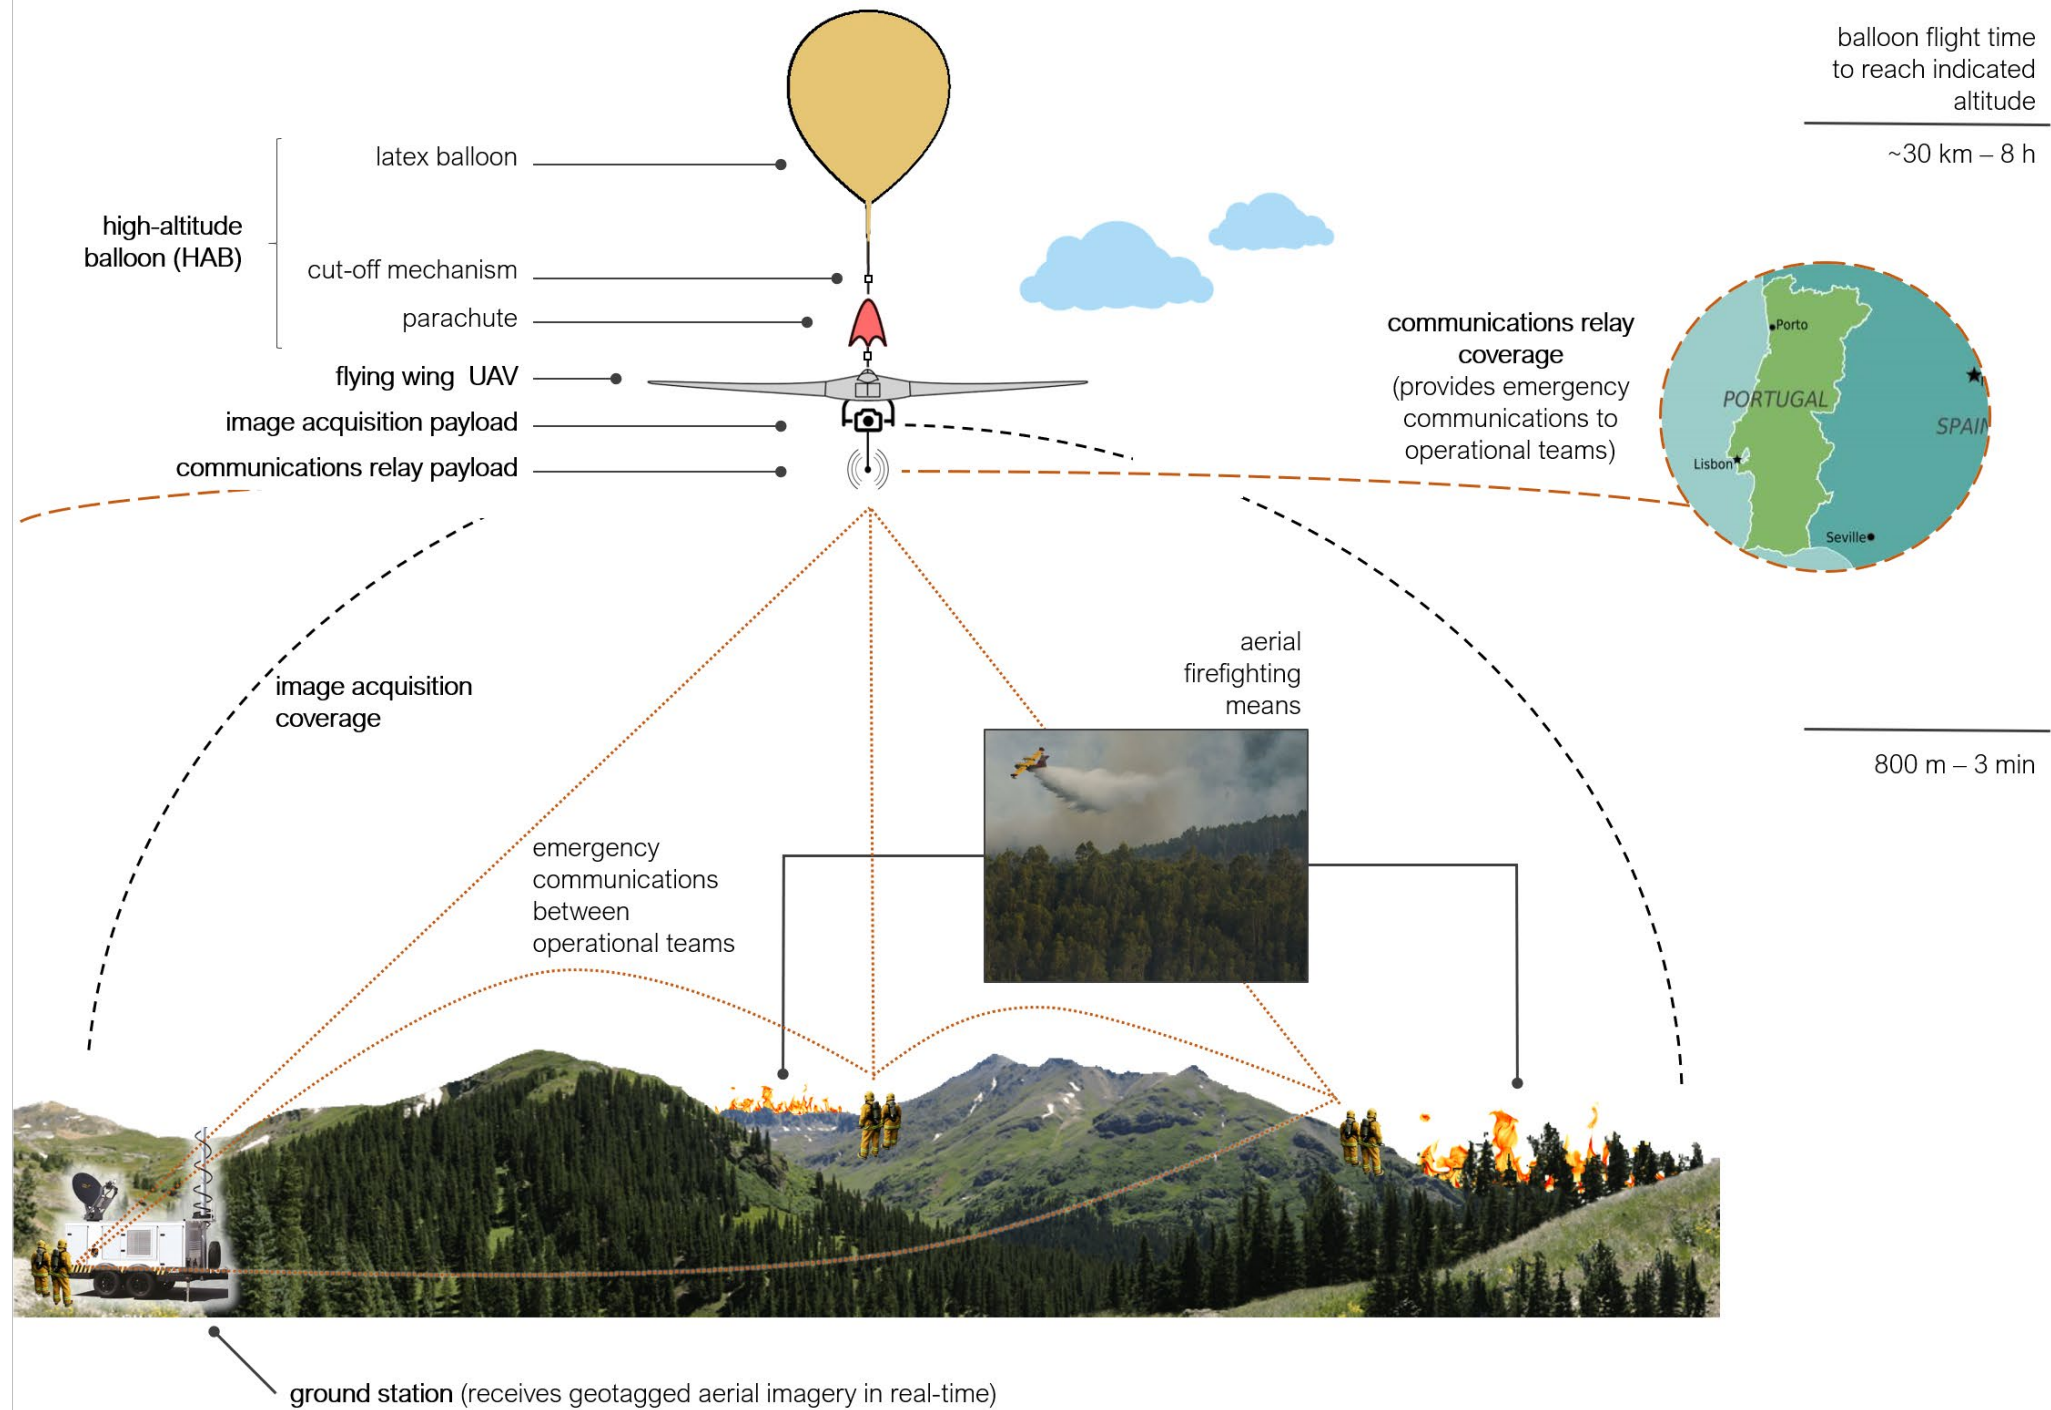 balloon flight time
to reach indicated
altitude
~30 km – 8 h
latex balloon
high-altitude
balloon (HAB)
cut-off mechanism
parachute
flying wing UAV
image acquisition payload
communications relay payload
communications relay
coverage
(provides emergency
communications to
operational teams)
Porto
PORTUGAL
SPAIN
Lisbon
Seville
image acquisition
coverage
aerial
firefighting
means
800 m – 3 min
emergency
communications
between
operational teams
ground station (receives geotagged aerial imagery in real-time)